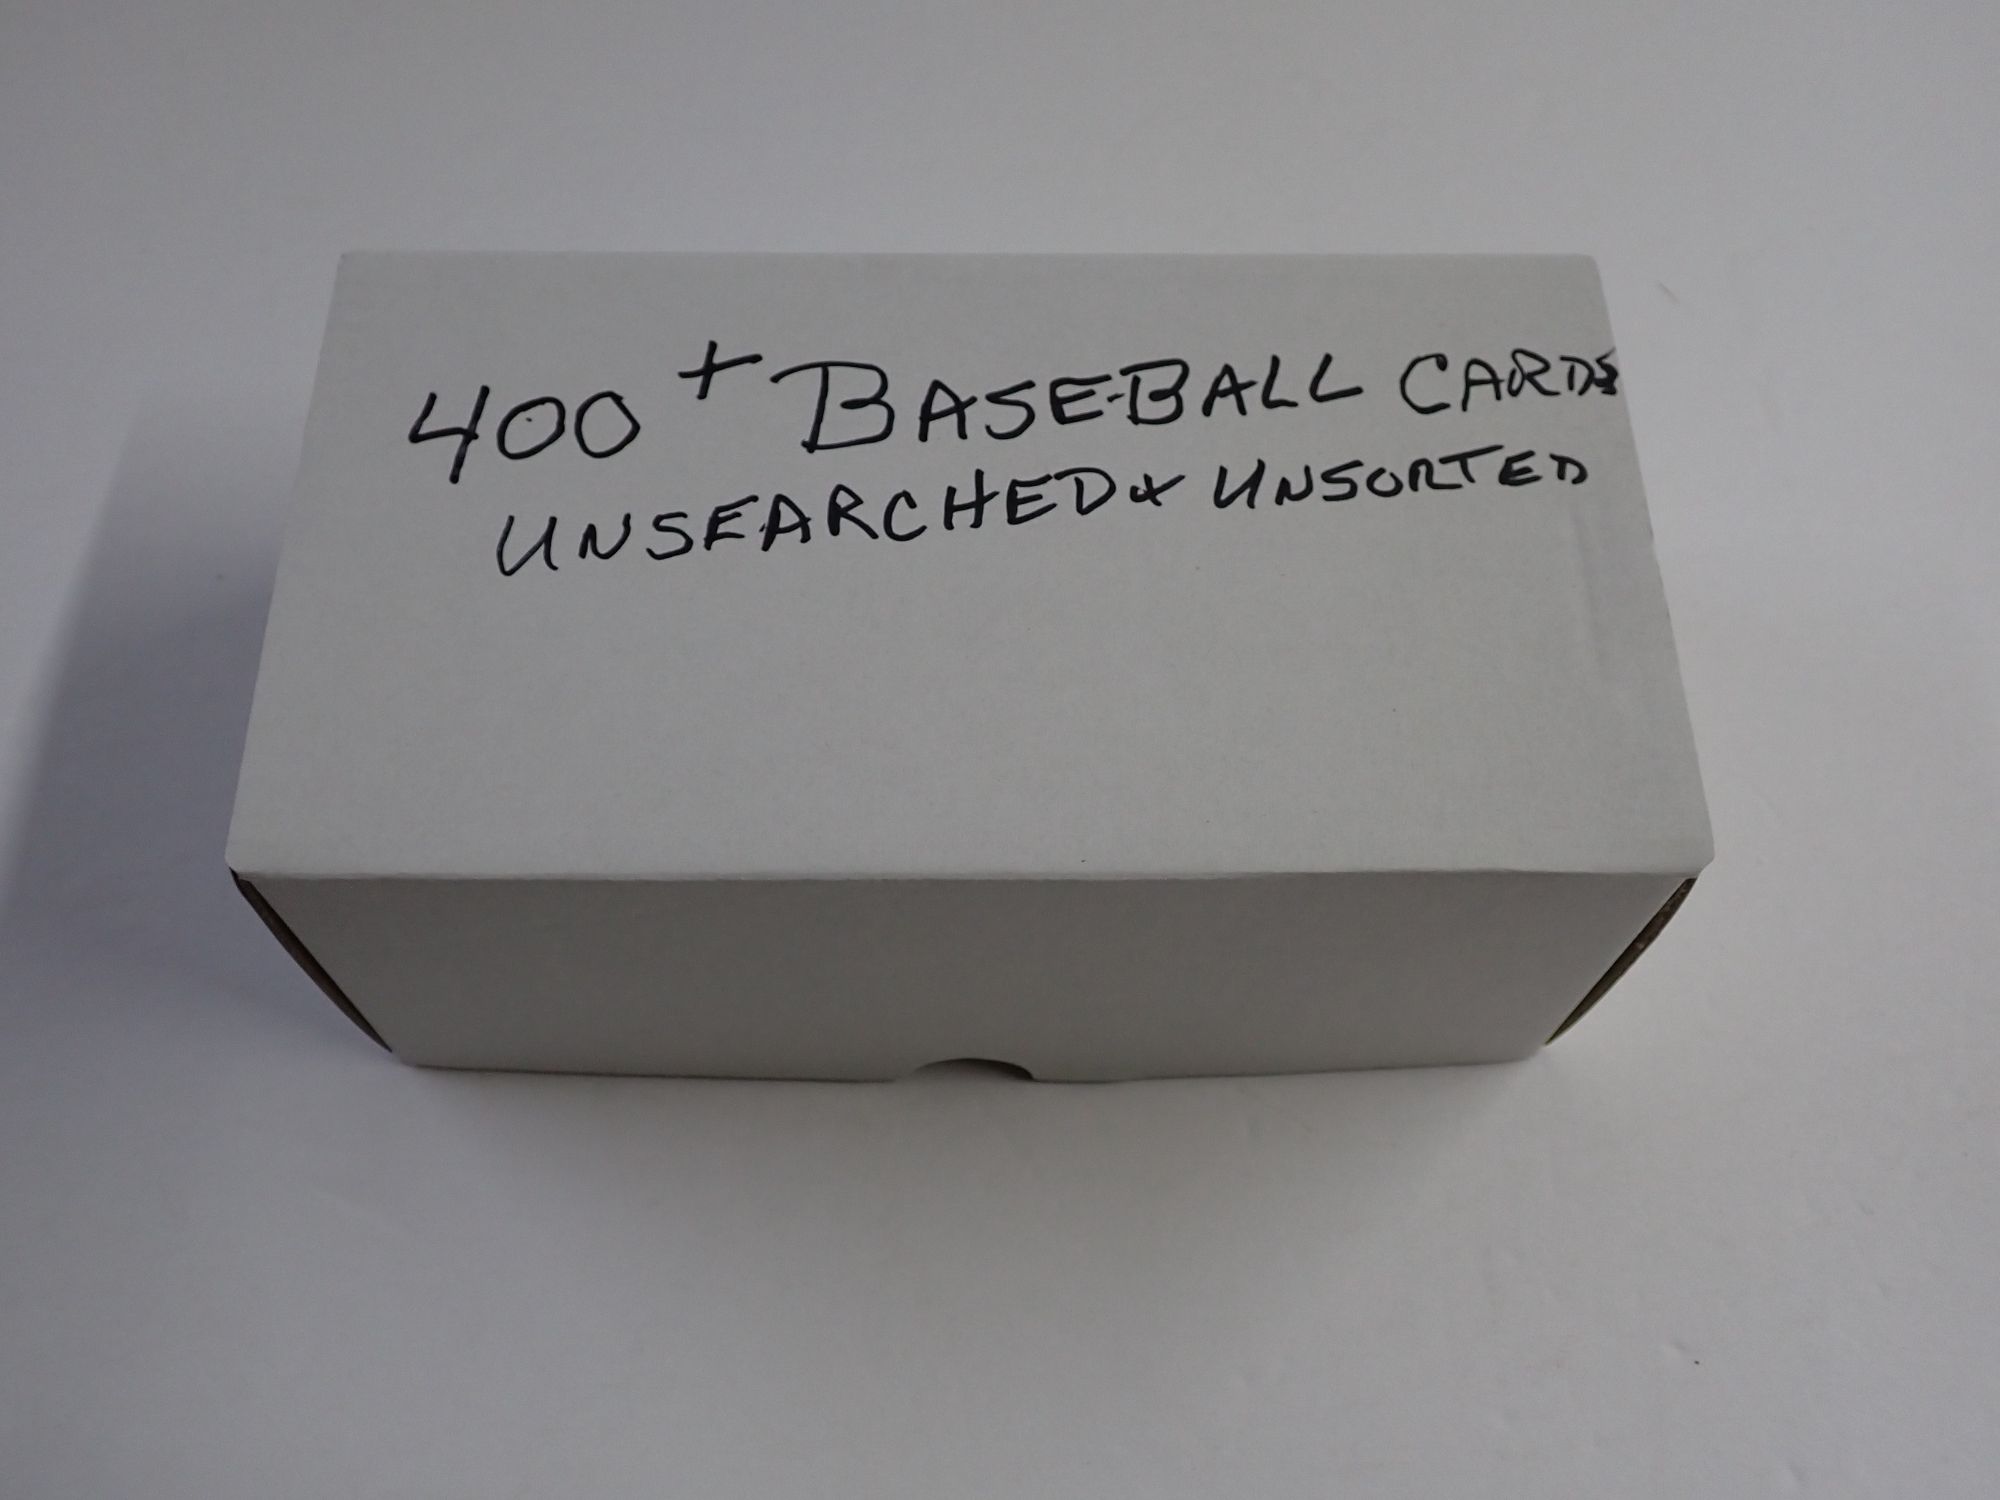 400+ BASEBALL CARDS
UNSEARCHED & UNSORTED